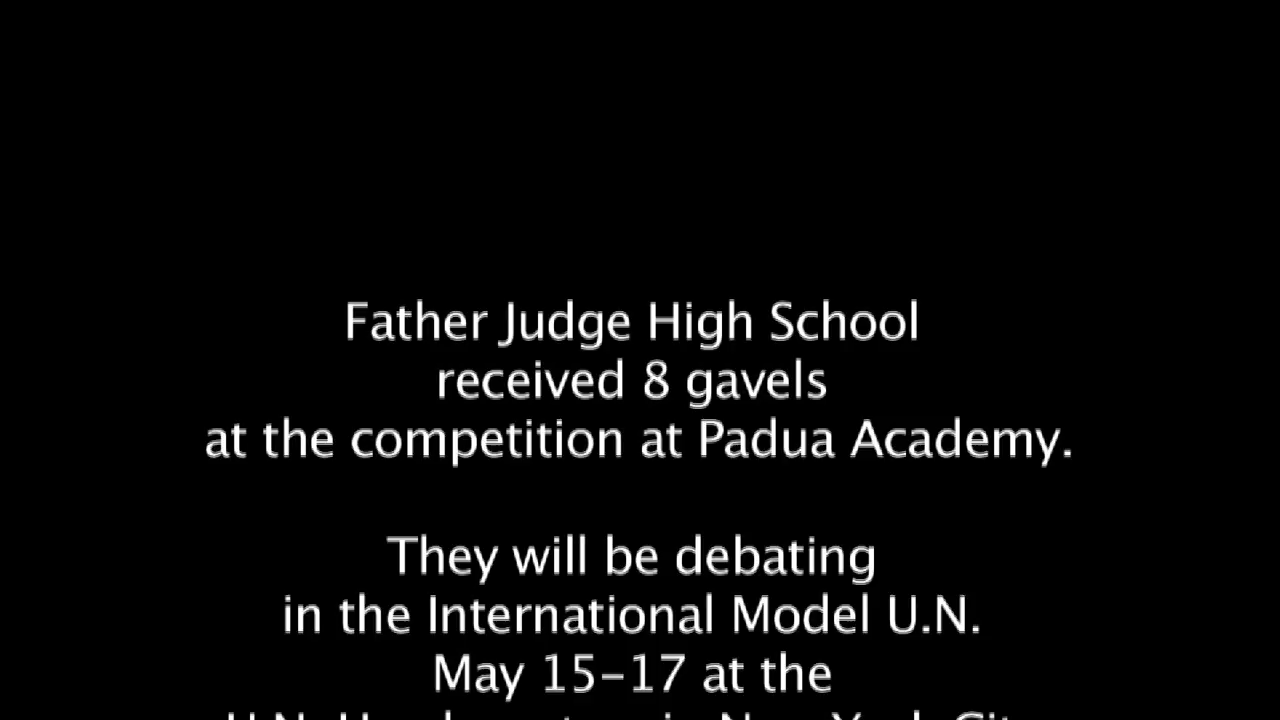 Father Judge High School
received 8 gavels
at the competition at Padua Academy.
They will be debating
in the International Model U.N.
May 15-17 at the